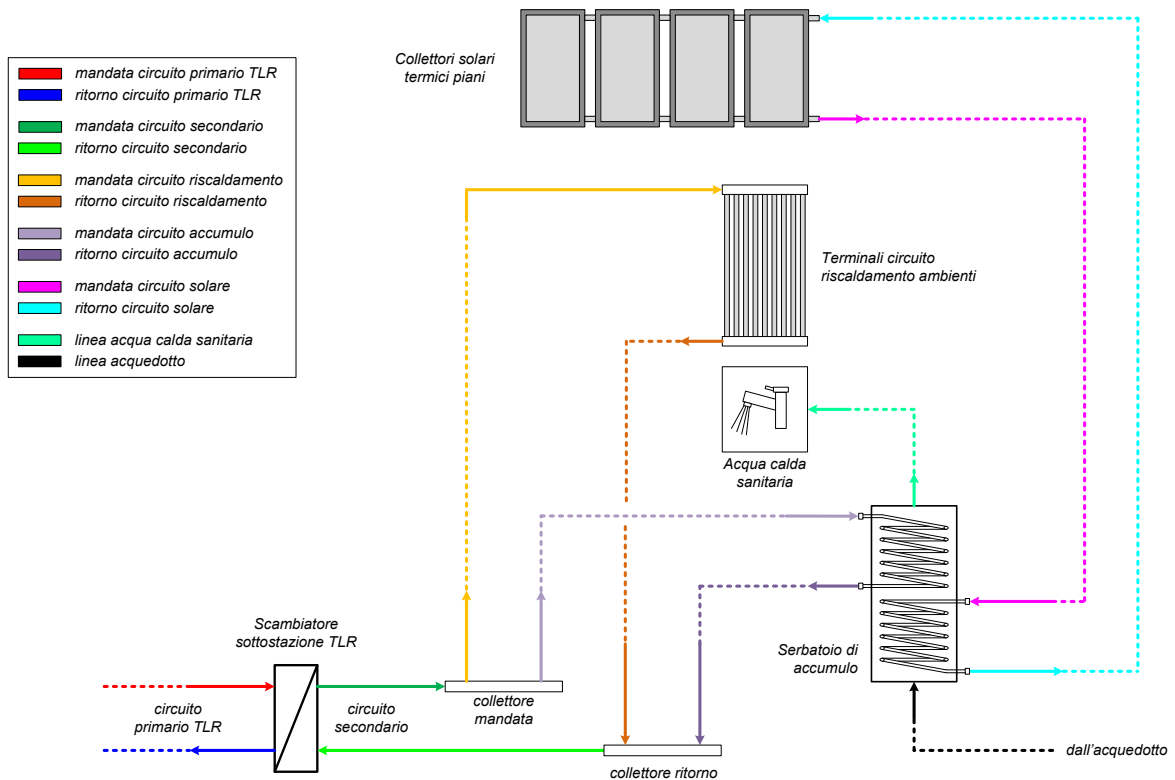 Collettori solari
termici piani
mandata circuito primario TLR
ritorno circuito primario TLR
mandata circuito secondario
ritorno circuito secondario
mandata circuito riscaldamento
ritorno circuito riscaldamento
mandata circuito accumulo
ritorno circuito accumulo
mandata circuito solare
ritorno circuito solare
linea acqua calda sanitaria
linea acquedotto
Terminali circuito
riscaldamento ambienti
Acqua calda
sanitaria
Scambiatore
sottostazione TLR
Serbatoio di
accumulo
circuito
primario TLR
circuito
secondario
collettore
mandata
collettore ritorno
dall'acquedotto